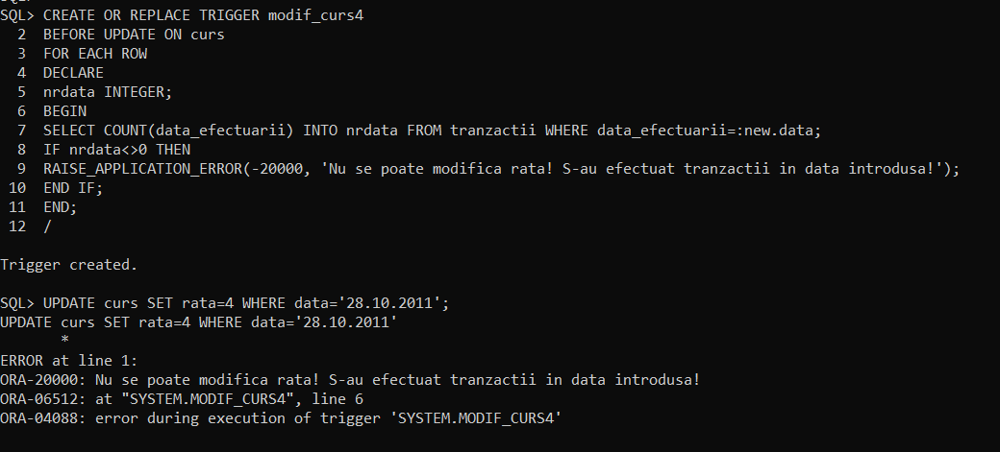 SQL> CREATE OR REPLACE TRIGGER modif_curs4
  2  BEFORE UPDATE ON curs
  3  FOR EACH ROW
  4  DECLARE
  5  nrdata INTEGER;
  6  BEGIN
  7  SELECT COUNT(data_efectuarii) INTO nrdata FROM tranzactii WHERE data_efectuarii=:new.data;
  8  IF nrdata<>0 THEN
  9  RAISE_APPLICATION_ERROR(-20000, 'Nu se poate modifica rata! S-au efectuat tranzactii in data introdusa!');
 10  END IF;
 11  END;
 12  /
Trigger created.
SQL> UPDATE curs SET rata=4 WHERE data='28.10.2011';
UPDATE curs SET rata=4 WHERE data='28.10.2011'
       *
ERROR at line 1:
ORA-20000: Nu se poate modifica rata! S-au efectuat tranzactii in data introdusa!
ORA-06512: at "SYSTEM.MODIF_CURS4", line 6
ORA-04088: error during execution of trigger 'SYSTEM.MODIF_CURS4'